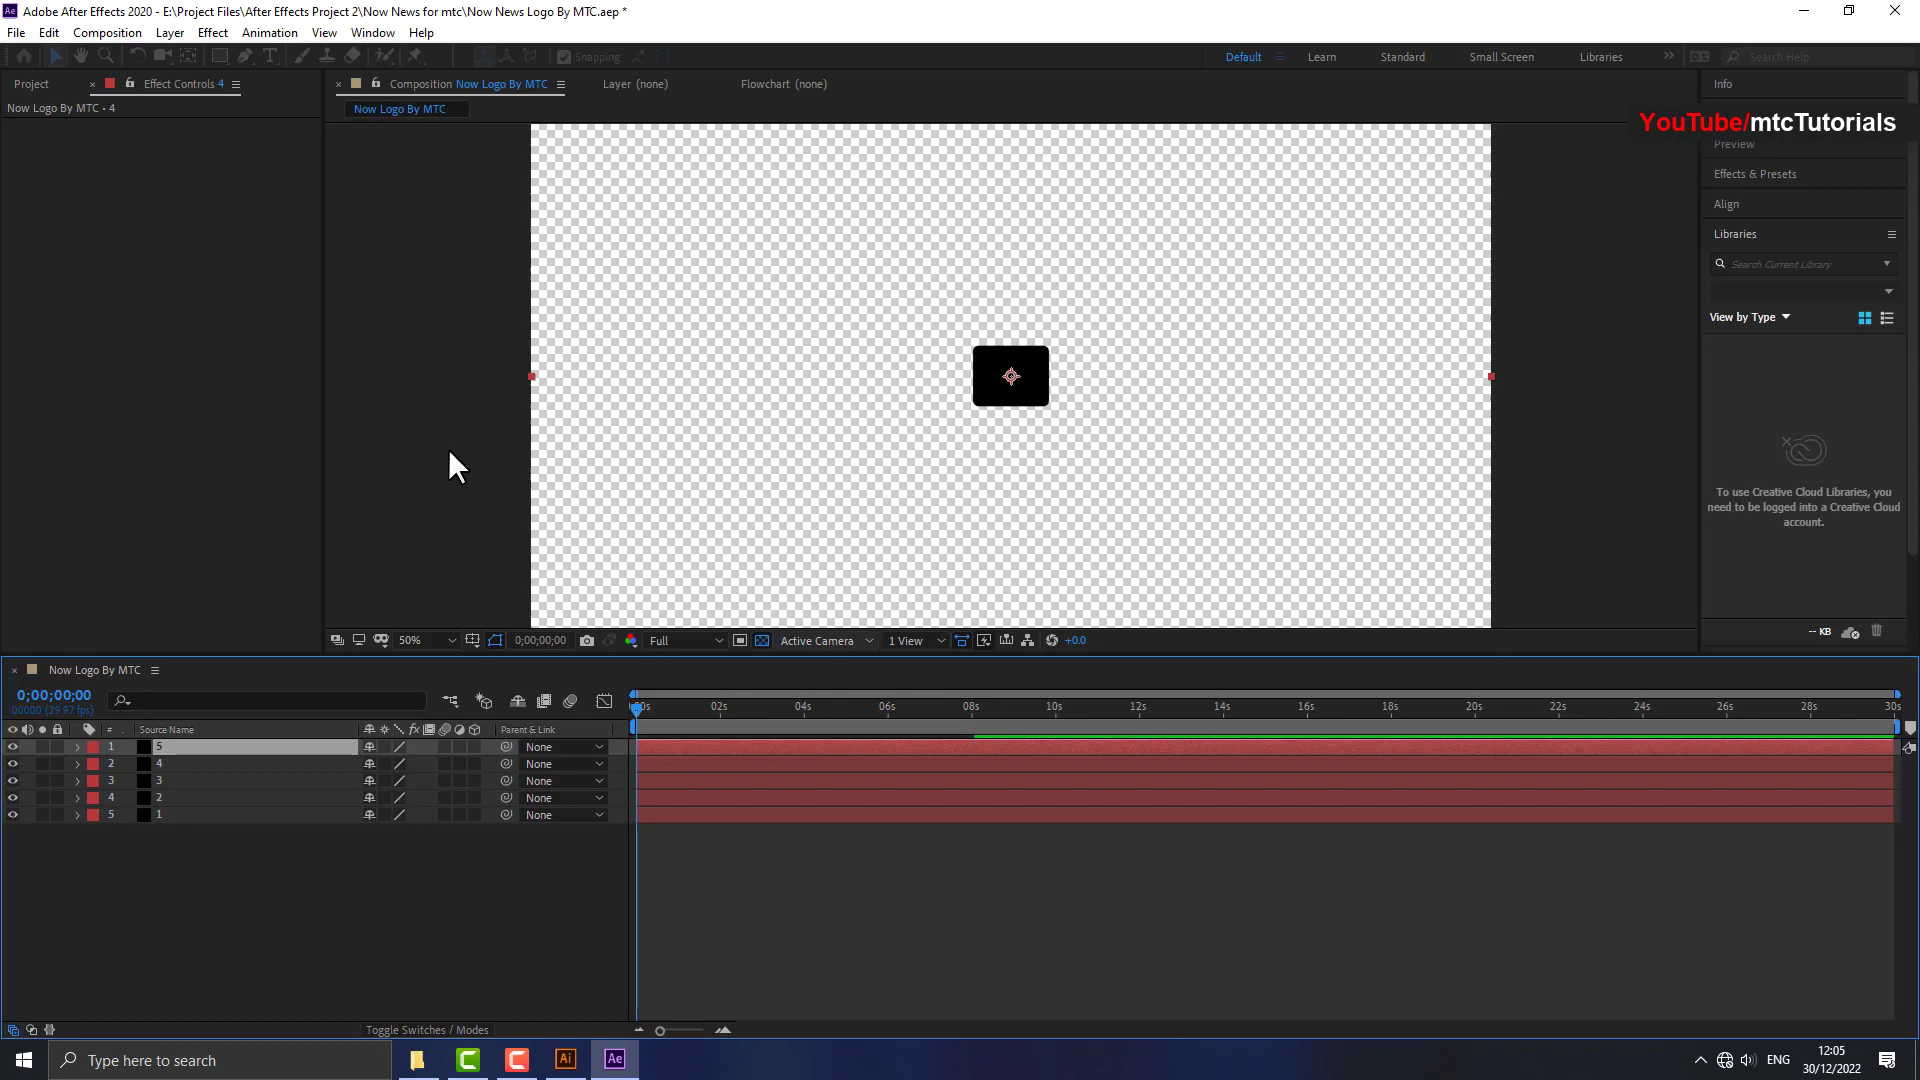 Adobe After Effects 2020 - E:\Project Files\After Effects Project 2\Now News for mtc\Now News Logo By MTC.aep *
File Edit Composition Layer Effect Animation View Window Help
Snapping
Default Learn Standard Small Screen Libraries Search Help
Project Effect Controls 4 Composition Now Logo By MTC Layer (none) Flowchart (none) Info
Now Logo By MTC • 4
Now Logo By MTC
YouTube/mtcTutorials
Preview
Effects & Presets
Align
Libraries
Search Current Library
View by Type
To use Creative Cloud Libraries, you
need to be logged into a Creative Cloud
account.
-- KB
50% 0;00;00;00 Full Active Camera 1 View +0.0
Now Logo By MTC
0;00;00;00
00000 (29.97 fps)
00s 02s 04s 06s 08s 10s 12s 14s 16s 18s 20s 22s 24s 26s 28s 30s
# Source Name Parent & Link
1 5 None
2 4 None
3 3 None
4 2 None
5 1 None
Toggle Switches / Modes
Type here to search
Ai Ae
ENG
12:05
30/12/2022